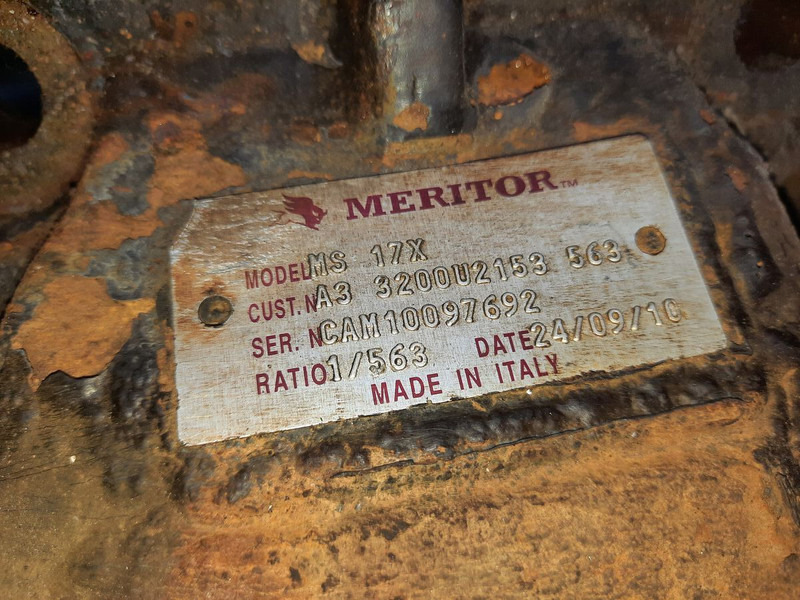 MERITOR™
MODEL MS 17X
CUST. N A3 3200U2153 563
SER. N CAM10097692
RATIO 1/563 DATE 24/09/10
MADE IN ITALY